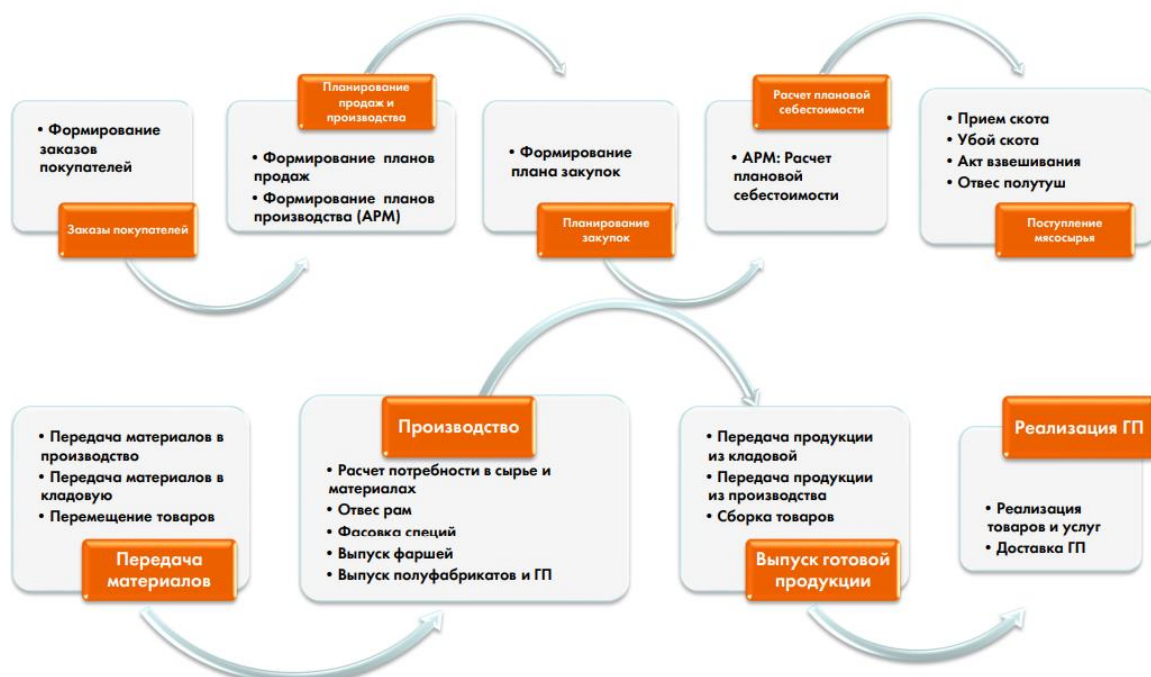 • Формирование
заказов
покупателей
Заказы покупателей
Планирование
продаж и
производства
• Формирование планов
продаж
• Формирование планов
производства (АРМ)
• Формирование
плана закупок
Планирование
закупок
Расчет плановой
себестоимости
• АРМ: Расчет
плановой
себестоимости
• Прием скота
• Убой скота
• Акт взвешивания
• Отвес полутуш
Поступление
мясосырья
• Передача материалов в
производство
• Передача материалов в
кладовую
• Перемещение товаров
Передача
материалов
Производство
• Расчет потребности в сырье и
материалах
• Отвес рам
• Фасовка специй
• Выпуск фаршей
• Выпуск полуфабрикатов и ГП
• Передача продукции
из кладовой
• Передача продукции
из производства
• Сборка товаров
Выпуск готовой
продукции
Реализация ГП
• Реализация
товаров и услуг
• Доставка ГП